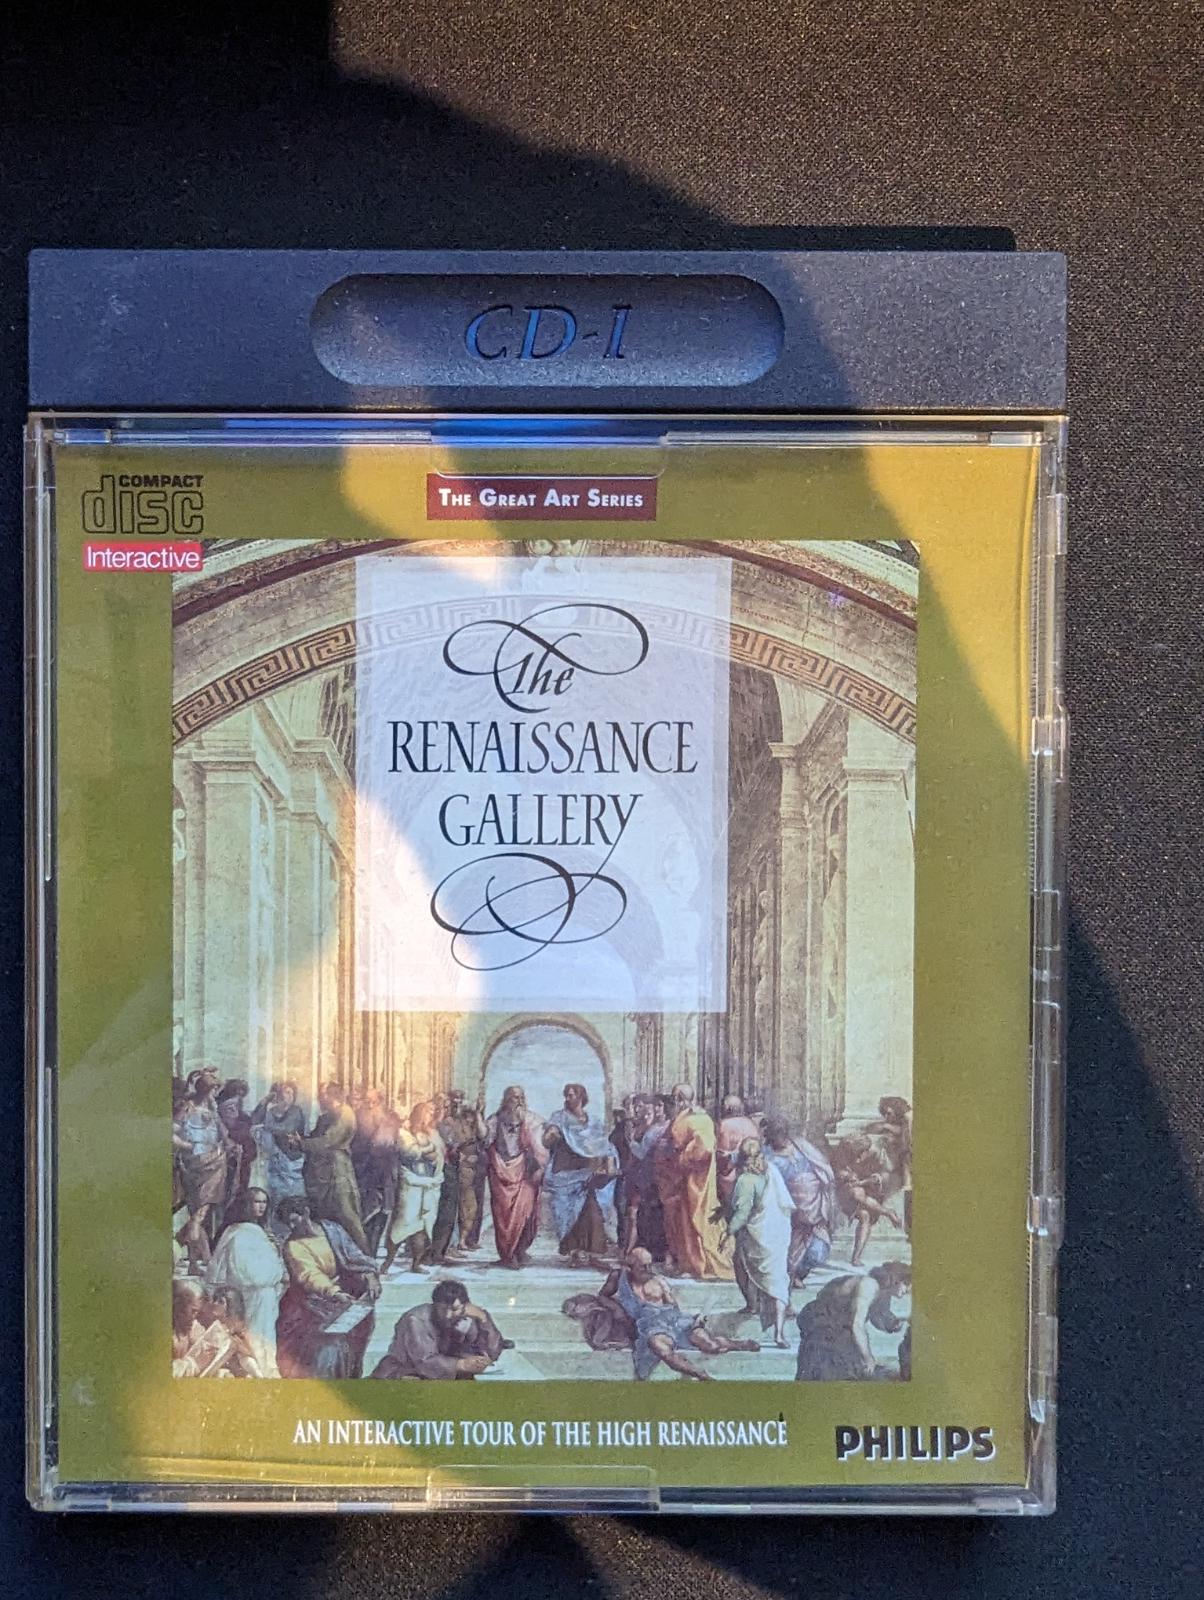 CD-I
COMPACT
disc
Interactive
THE GREAT ART SERIES
The
RENAISSANCE
GALLERY
AN INTERACTIVE TOUR OF THE HIGH RENAISSANCE
PHILIPS